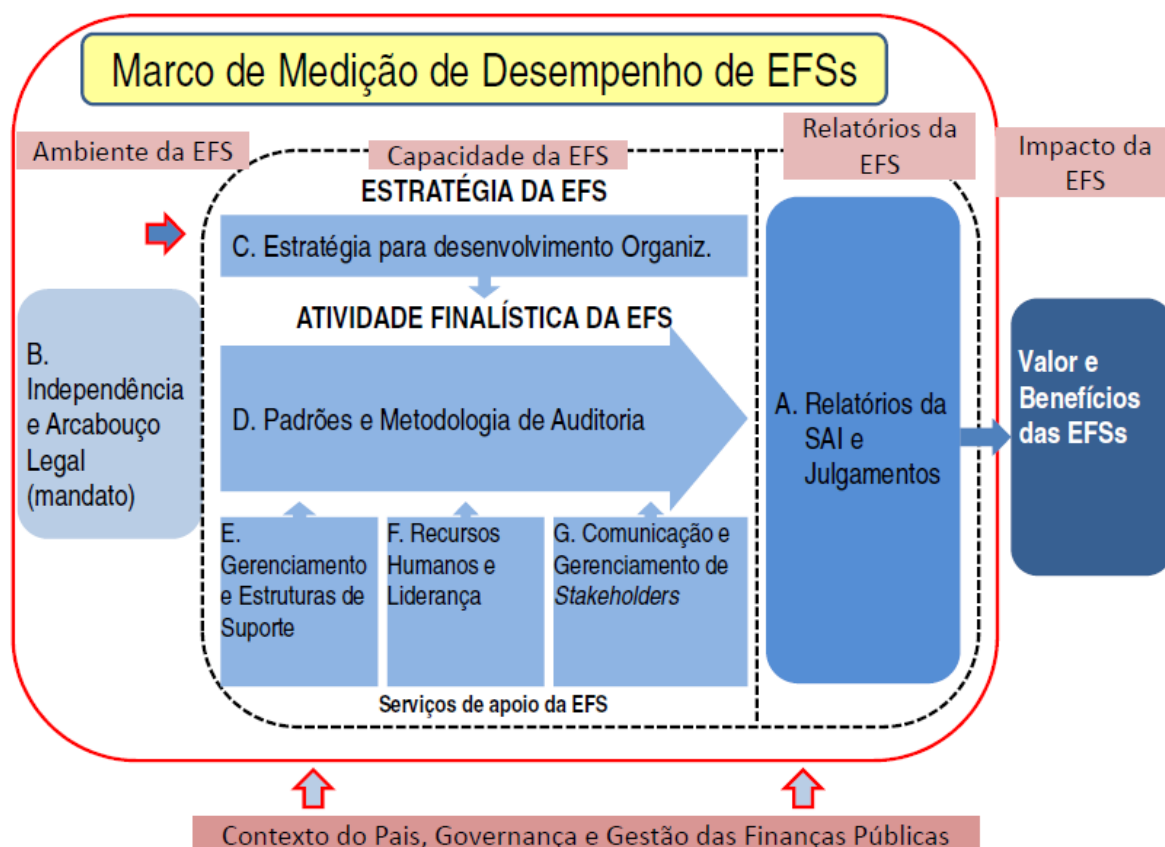 Marco de Medição de Desempenho de EFSs
Ambiente da EFS
Capacidade da EFS
Relatórios da
EFS
Impacto da
EFS
ESTRATÉGIA DA EFS
C. Estratégia para desenvolvimento Organiz.
ATIVIDADE FINALÍSTICA DA EFS
B.
Independência
e Arcabouço
Legal
(mandato)
D. Padrões e Metodologia de Auditoria
A. Relatórios da
SAI e
Julgamentos
Valor e
Benefícios
das EFSs
E.
Gerenciamento
e Estruturas de
Suporte
F. Recursos
Humanos e
Liderança
G. Comunicação e
Gerenciamento de
Stakeholders
Serviços de apoio da EFS
Contexto do Pais, Governança e Gestão das Finanças Públicas